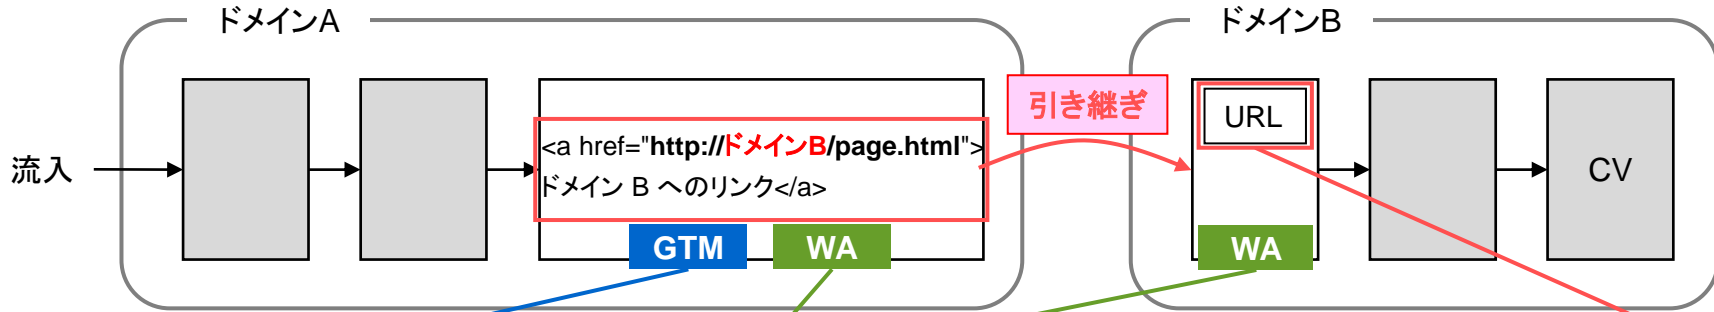 ドメインA
ドメインB
引き継ぎ
URL
<a href="http://ドメインB/page.html">
ドメイン B へのリンク</a>
流入
CV
GTM
WA
WA